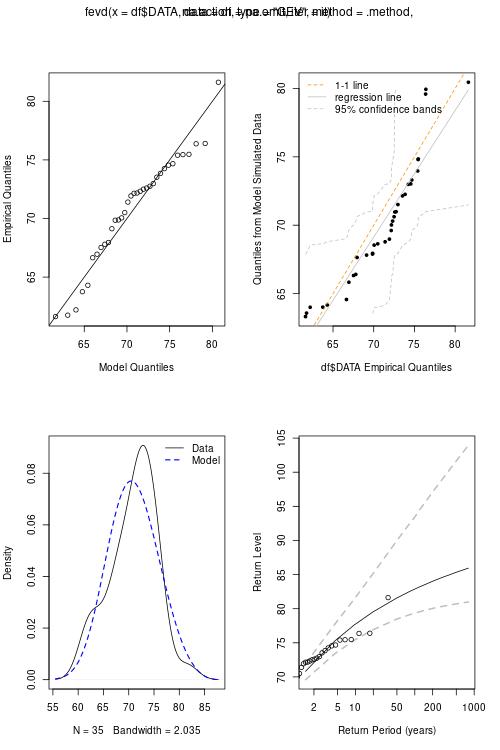 fevd(x = df$DATA,
Empirical Quantiles
65 70 75 80
65 70 75 80
Model Quantiles
Quantiles from Model Simulated Data
65 70 75 80
1-1 line
regression line
95% confidence bands
65 70 75 80
df$DATA Empirical Quantiles
Density
0.00 0.02 0.04 0.06 0.08
Data
Model
55 60 65 70 75 80 85
N = 35 Bandwidth = 2.035
Return Level
70 75 80 85 90 95 100 105
2 5 10 50 200 1000
Return Period (years)